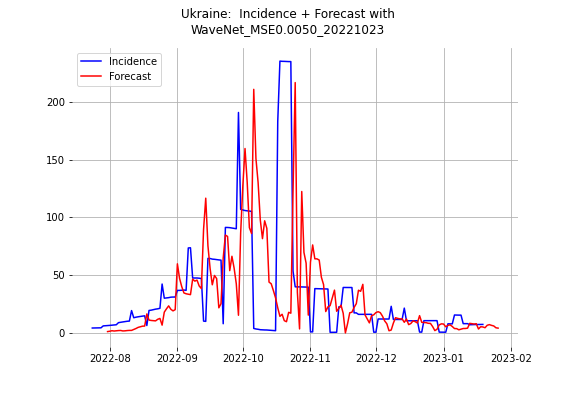 Ukraine:  Incidence + Forecast with
WaveNet_MSE0.0050_20221023
Incidence
Forecast
200
150
100
50
0
2022-08 2022-09 2022-10 2022-11 2022-12 2023-01 2023-02